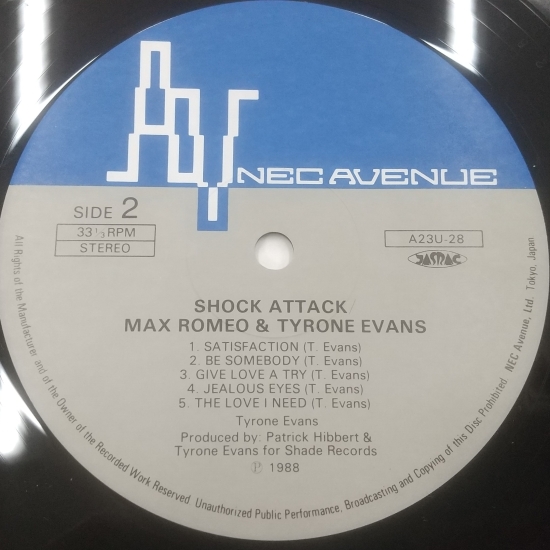 NEC AVENUE
SIDE 2
33 1/3 RPM
STEREO
A23U-28
JASRAC
SHOCK ATTACK
MAX ROMEO & TYRONE EVANS
1. SATISFACTION (T. Evans)
2. BE SOMEBODY (T. Evans)
3. GIVE LOVE A TRY (T. Evans)
4. JEALOUS EYES (T. Evans)
5. THE LOVE I NEED (T. Evans)
Tyrone Evans
Produced by: Patrick Hibbert &
Tyrone Evans for Shade Records
℗ 1988
All Rights of the Manufacturer and of the Owner of the Recorded Work Reserved. Unauthorized Public Performance. Broadcasting and Copying of this Disc Prohibited. NEC Avenue, Ltd. Tokyo, Japan